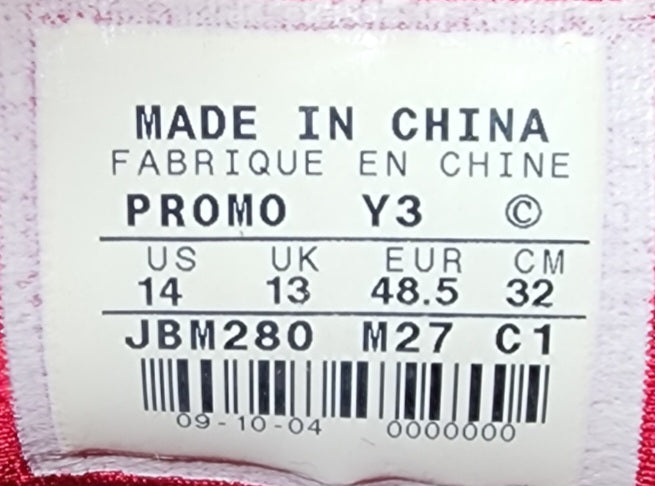 MADE IN CHINA
FABRIQUE EN CHINE
PROMO Y3 ©
US UK EUR CM
14 13 48.5 32
JBM280 M27 C1
09-10-04 0000000